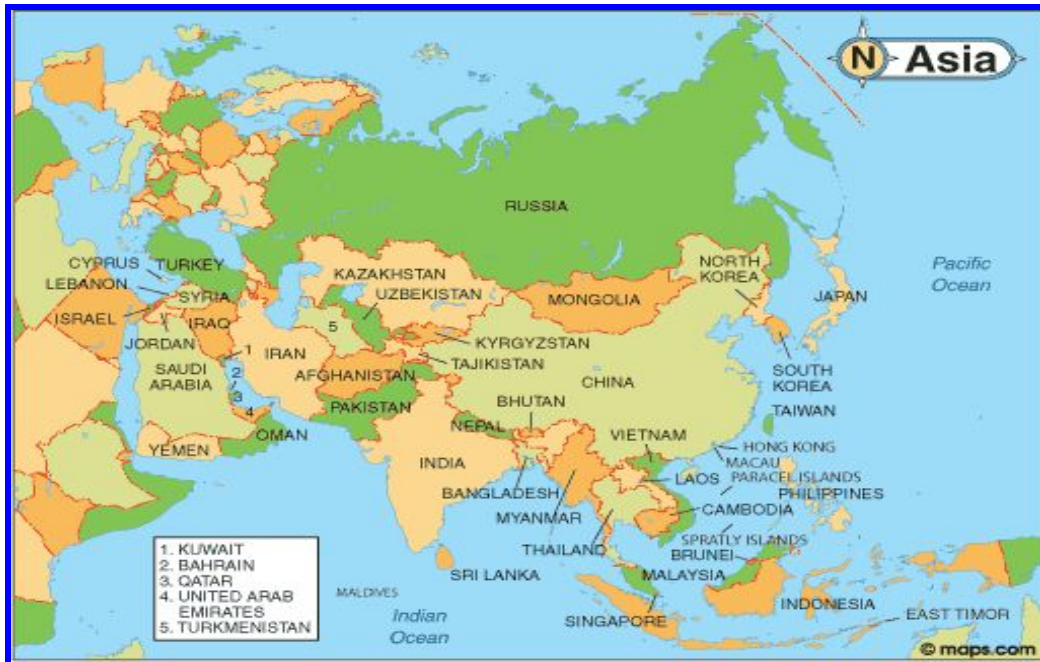 N Asia
RUSSIA
CYPRUS
TURKEY
LEBANON
SYRIA
ISRAEL
IRAQ
JORDAN
SAUDI
ARABIA
1
2
3
4
IRAN
5
KAZAKHSTAN
UZBEKISTAN
KYRGYZSTAN
TAJIKISTAN
AFGHANISTAN
PAKISTAN
OMAN
YEMEN
MONGOLIA
NORTH
KOREA
JAPAN
Pacific
Ocean
SOUTH
KOREA
CHINA
TAIWAN
BHUTAN
NEPAL
INDIA
BANGLADESH
MYANMAR
THAILAND
VIETNAM
HONG KONG
MACAU
LAOS
PARACEL ISLANDS
PHILIPPINES
CAMBODIA
SPRATLY ISLANDS
BRUNEI
MALAYSIA
SRI LANKA
MALDIVES
Indian
Ocean
SINGAPORE
INDONESIA
EAST TIMOR
1. KUWAIT
2. BAHRAIN
3. QATAR
4. UNITED ARAB
EMIRATES
5. TURKMENISTAN
© maps.com